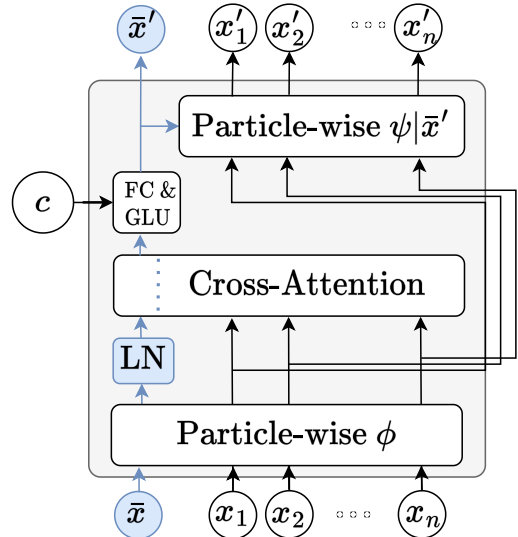 x̄′ x′₁ x′₂ ∘∘∘ x′ₙ
Particle-wise ψ|x̄′
c
FC &
GLU
Cross-Attention
LN
Particle-wise ϕ
x̄ x₁ x₂ ∘∘∘ xₙ